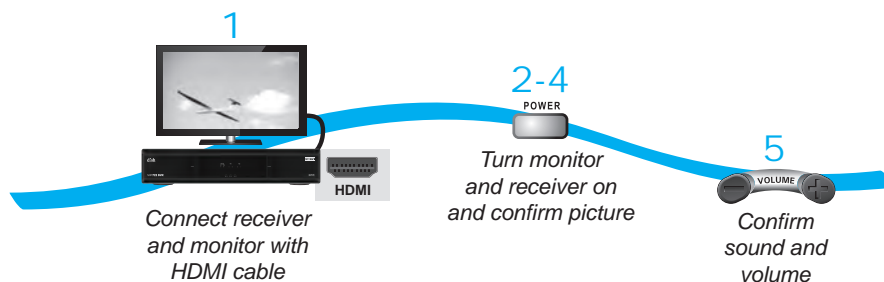 1
HDMI
Connect receiver
and monitor with
HDMI cable
2-4
POWER
Turn monitor
and receiver on
and confirm picture
5
VOLUME
Confirm
sound and
volume